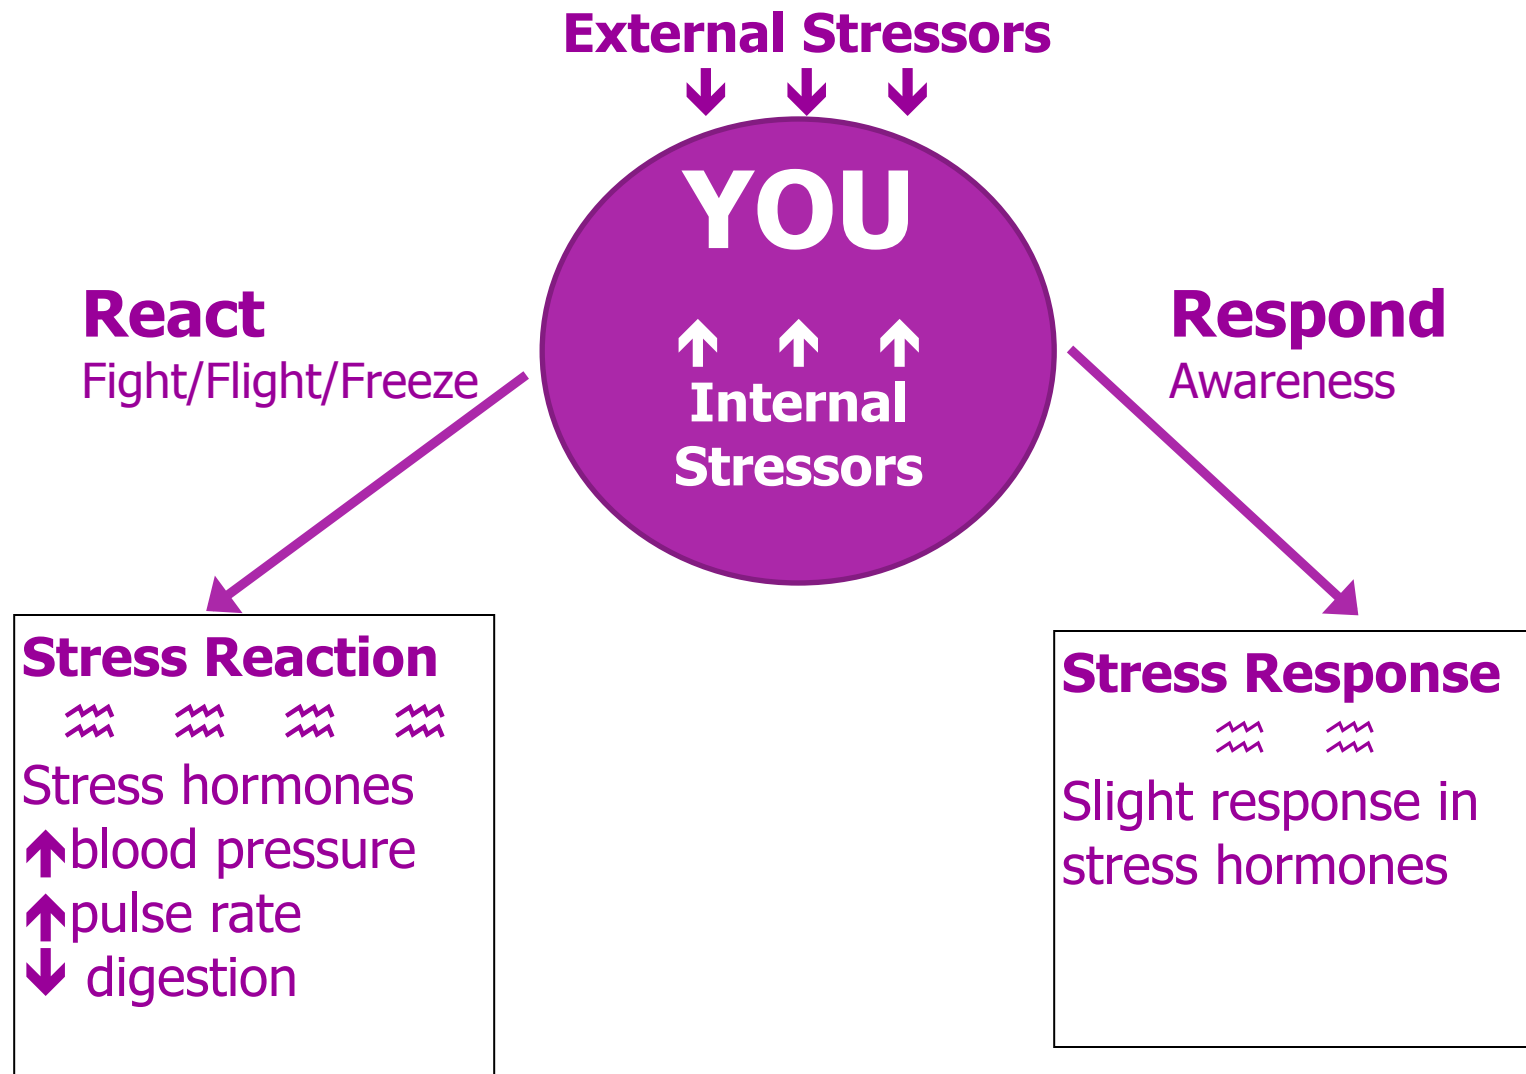 External Stressors
🡻 🡻 🡻
YOU
🡹 🡹 🡹
Internal
Stressors
React
Fight/Flight/Freeze
Respond
Awareness
Stress Reaction
♒ ♒ ♒ ♒
Stress hormones
🡹blood pressure
🡹pulse rate
🡻 digestion
Stress Response
♒ ♒
Slight response in
stress hormones